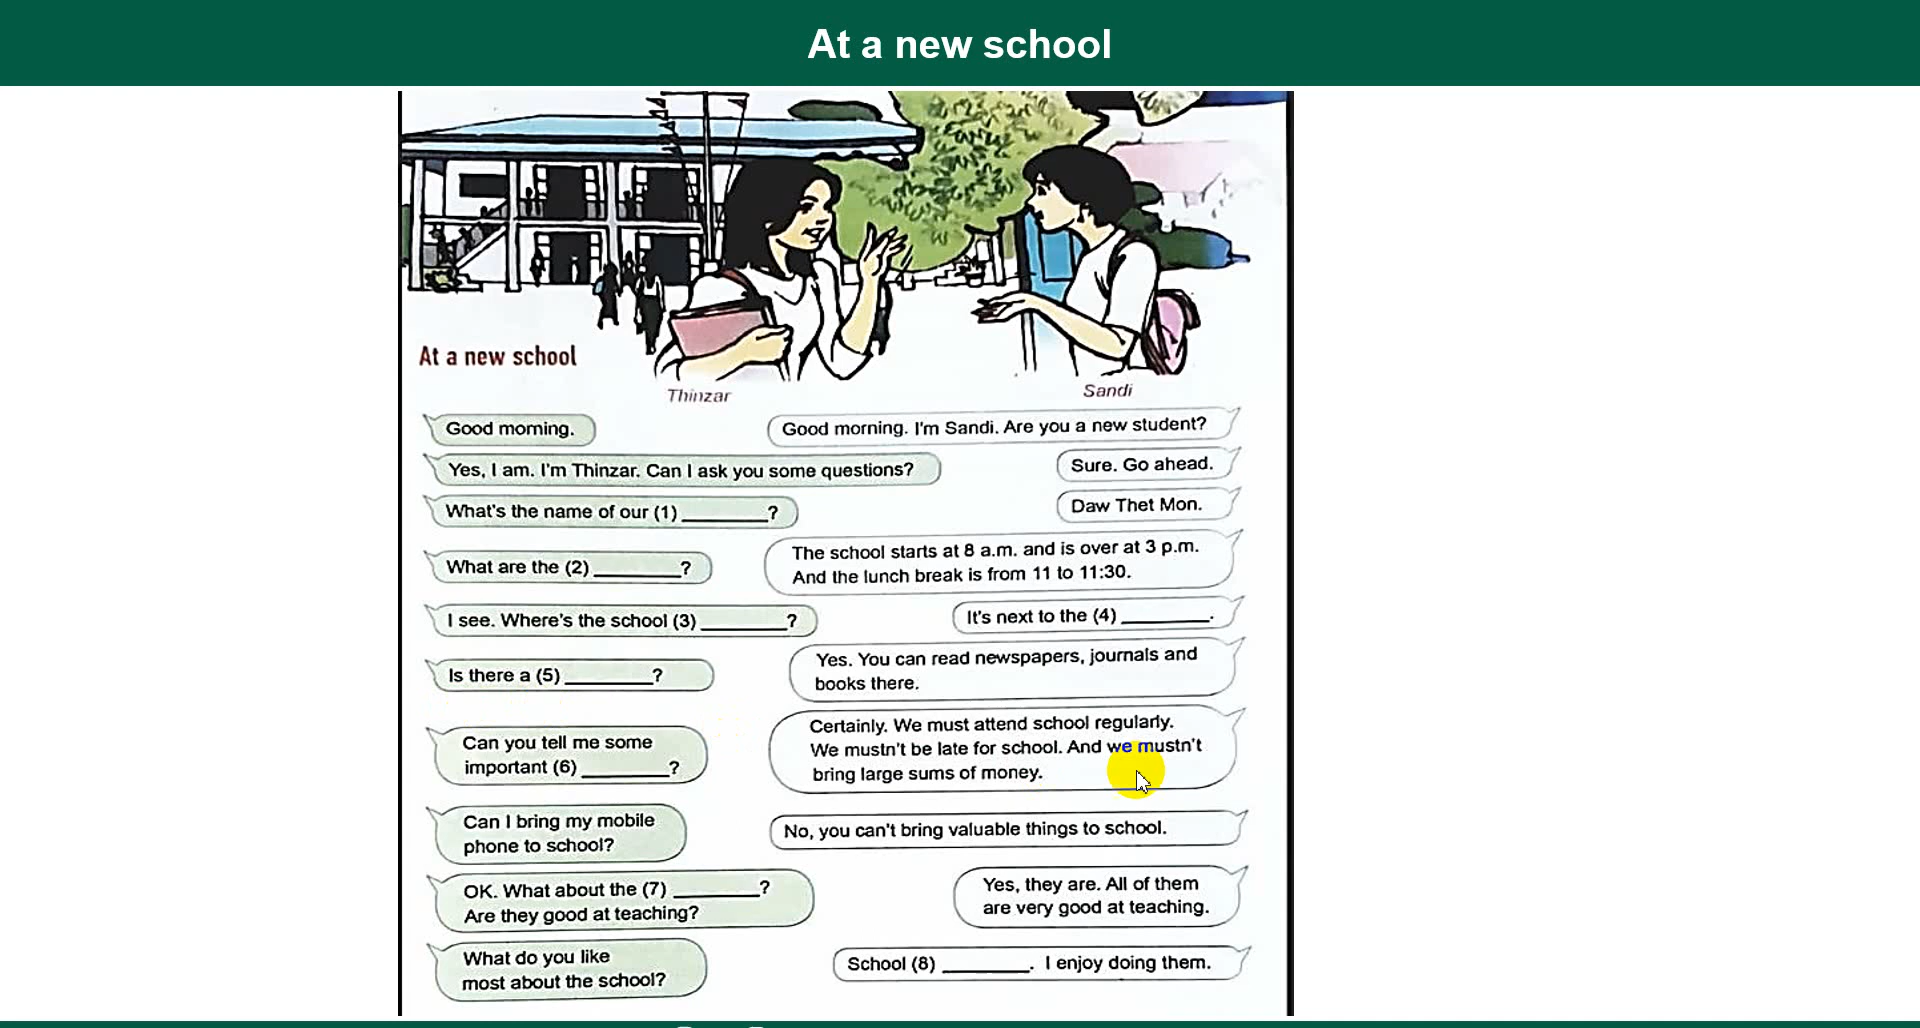 At a new school
At a new school
Thinzar
Sandi
Good morning.
Good morning. I'm Sandi. Are you a new student?
Yes, I am. I'm Thinzar. Can I ask you some questions?
Sure. Go ahead.
What's the name of our (1) ________?
Daw Thet Mon.
What are the (2) ________?
The school starts at 8 a.m. and is over at 3 p.m.
And the lunch break is from 11 to 11:30.
I see. Where's the school (3) ________?
It's next to the (4) ________.
Is there a (5) ________?
Yes. You can read newspapers, journals and
books there.
Can you tell me some
important (6) ________?
Certainly. We must attend school regularly.
We mustn't be late for school. And we mustn't
bring large sums of money.
Can I bring my mobile
phone to school?
No, you can't bring valuable things to school.
OK. What about the (7) ________?
Are they good at teaching?
Yes, they are. All of them
are very good at teaching.
What do you like
most about the school?
School (8) ________. I enjoy doing them.